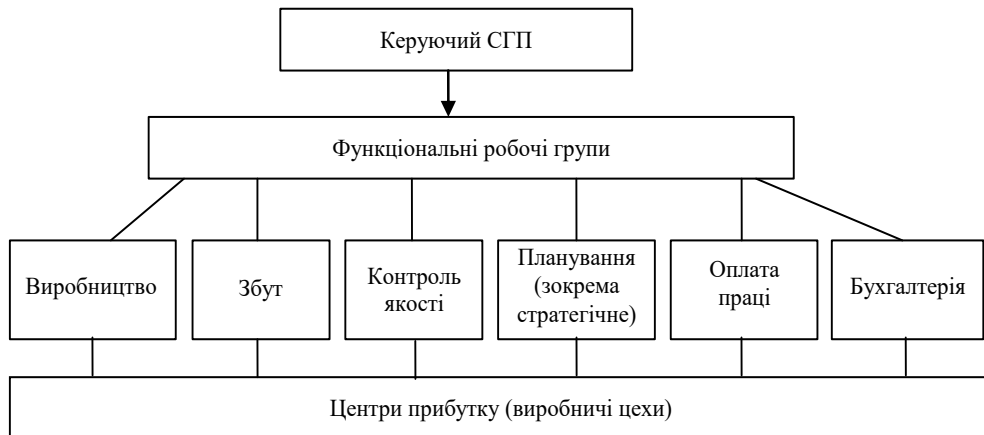 Керуючий СГП
Функціональні робочі групи
Виробництво
Збут
Контроль
якості
Планування
(зокрема
стратегічне)
Оплата
праці
Бухгалтерія
Центри прибутку (виробничі цехи)